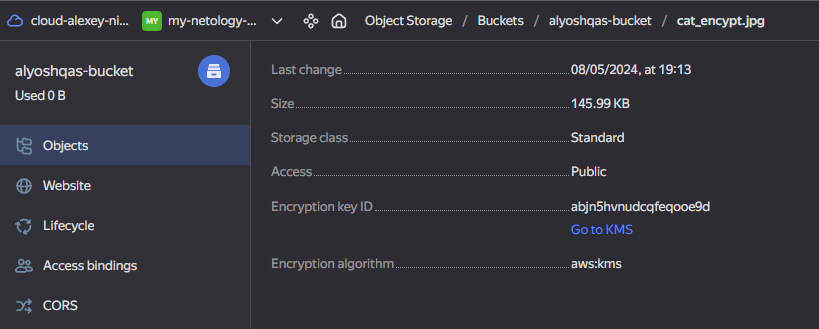 cloud-alexey-ni... MY my-netology-... Object Storage / Buckets / alyoshqas-bucket / cat_encypt.jpg
alyoshqas-bucket
Used 0 B
Objects
Website
Lifecycle
Access bindings
CORS
Last change 08/05/2024, at 19:13
Size 145.99 KB
Storage class Standard
Access Public
Encryption key ID abjn5hvnudcqfeqooe9d
Go to KMS
Encryption algorithm aws:kms